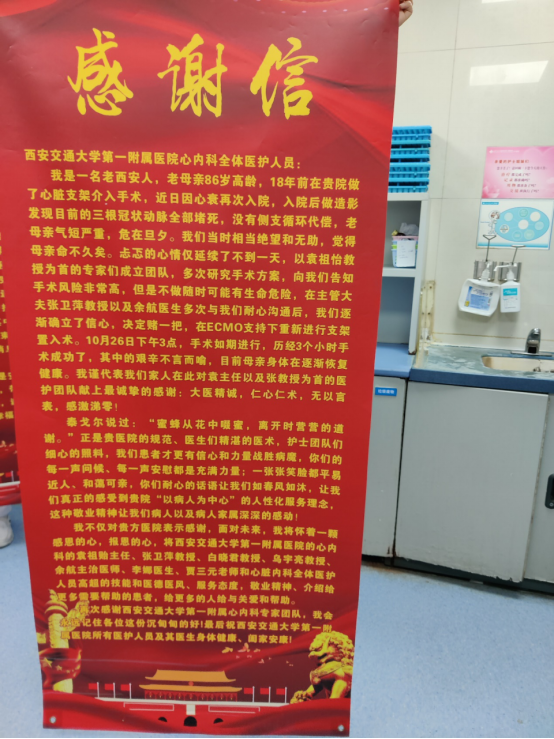 感谢信
西安交通大学第一附属医院心内科全体医护人员：
我是一名老西安人，老母亲86岁高龄，18年前在贵院做
了心脏支架介入手术，近日因心衰再次入院，入院后做造影
发现目前的三根冠状动脉全部堵死，没有侧支循环代偿，老
母亲气短严重，危在旦夕。我们当时相当绝望和无助，觉得
母亲命不久矣。忐忑的心情仅延续了不到一天，以袁祖怡教
授为首的专家们成立团队，多次研究手术方案，向我们告知
手术风险非常高，但是不做随时可能有生命危险，在主管大
夫张卫萍教授以及余航医生多次与我们耐心沟通后，我们逐
渐确立了信心，决定赌一把，在ECMO支持下重新进行支架
置入术。10月26日下午3点，手术如期进行，历经3个小时手
术成功了，其中的艰辛不言而喻，目前母亲身体在逐渐恢复
健康。我谨代表我们家人在此对袁主任以及张教授为首的医
护团队献上最诚挚的感谢：大医精诚，仁心仁术，无以言
表，感激涕零！
泰戈尔说过：“蜜蜂从花中啜蜜，离开时营营的道
谢。”正是贵医院的规范、医生们精湛的医术，护士团队们
细心的照料，我们患者才更有信心和力量战胜病魔，你们的
每一声问候、每一声安慰都是充满力量；一张张笑脸都平易
近人、和蔼可亲，你们耐心的话语让我们如春风如沐，让我
们真正的感受到贵院“以病人为中心”的人性化服务理念，
这种敬业精神让我们病人以及病人家属深深的感动！
我不仅对贵方医院表示感谢，面对未来，我将怀着一颗
感恩的心，报恩的心，将西安交通大学第一附属医院的心内
科的袁祖贻主任、张卫萍教授、白晓君教授、乌宇亮教授、
余航主治医师、李娜医生、贾三元老师和心脏内科全体医护
人员高超的技能和医德医风、服务态度，敬业精神、介绍给
更多需要帮助的患者，给更多的人给与关爱和帮助。
次感谢西安交通大学第一附属心内科专家团队，我会
记住各位这份沉甸甸的好！最后祝西安交通大学第一附
医院所有医护人员及其医生身体健康、阖家安康！